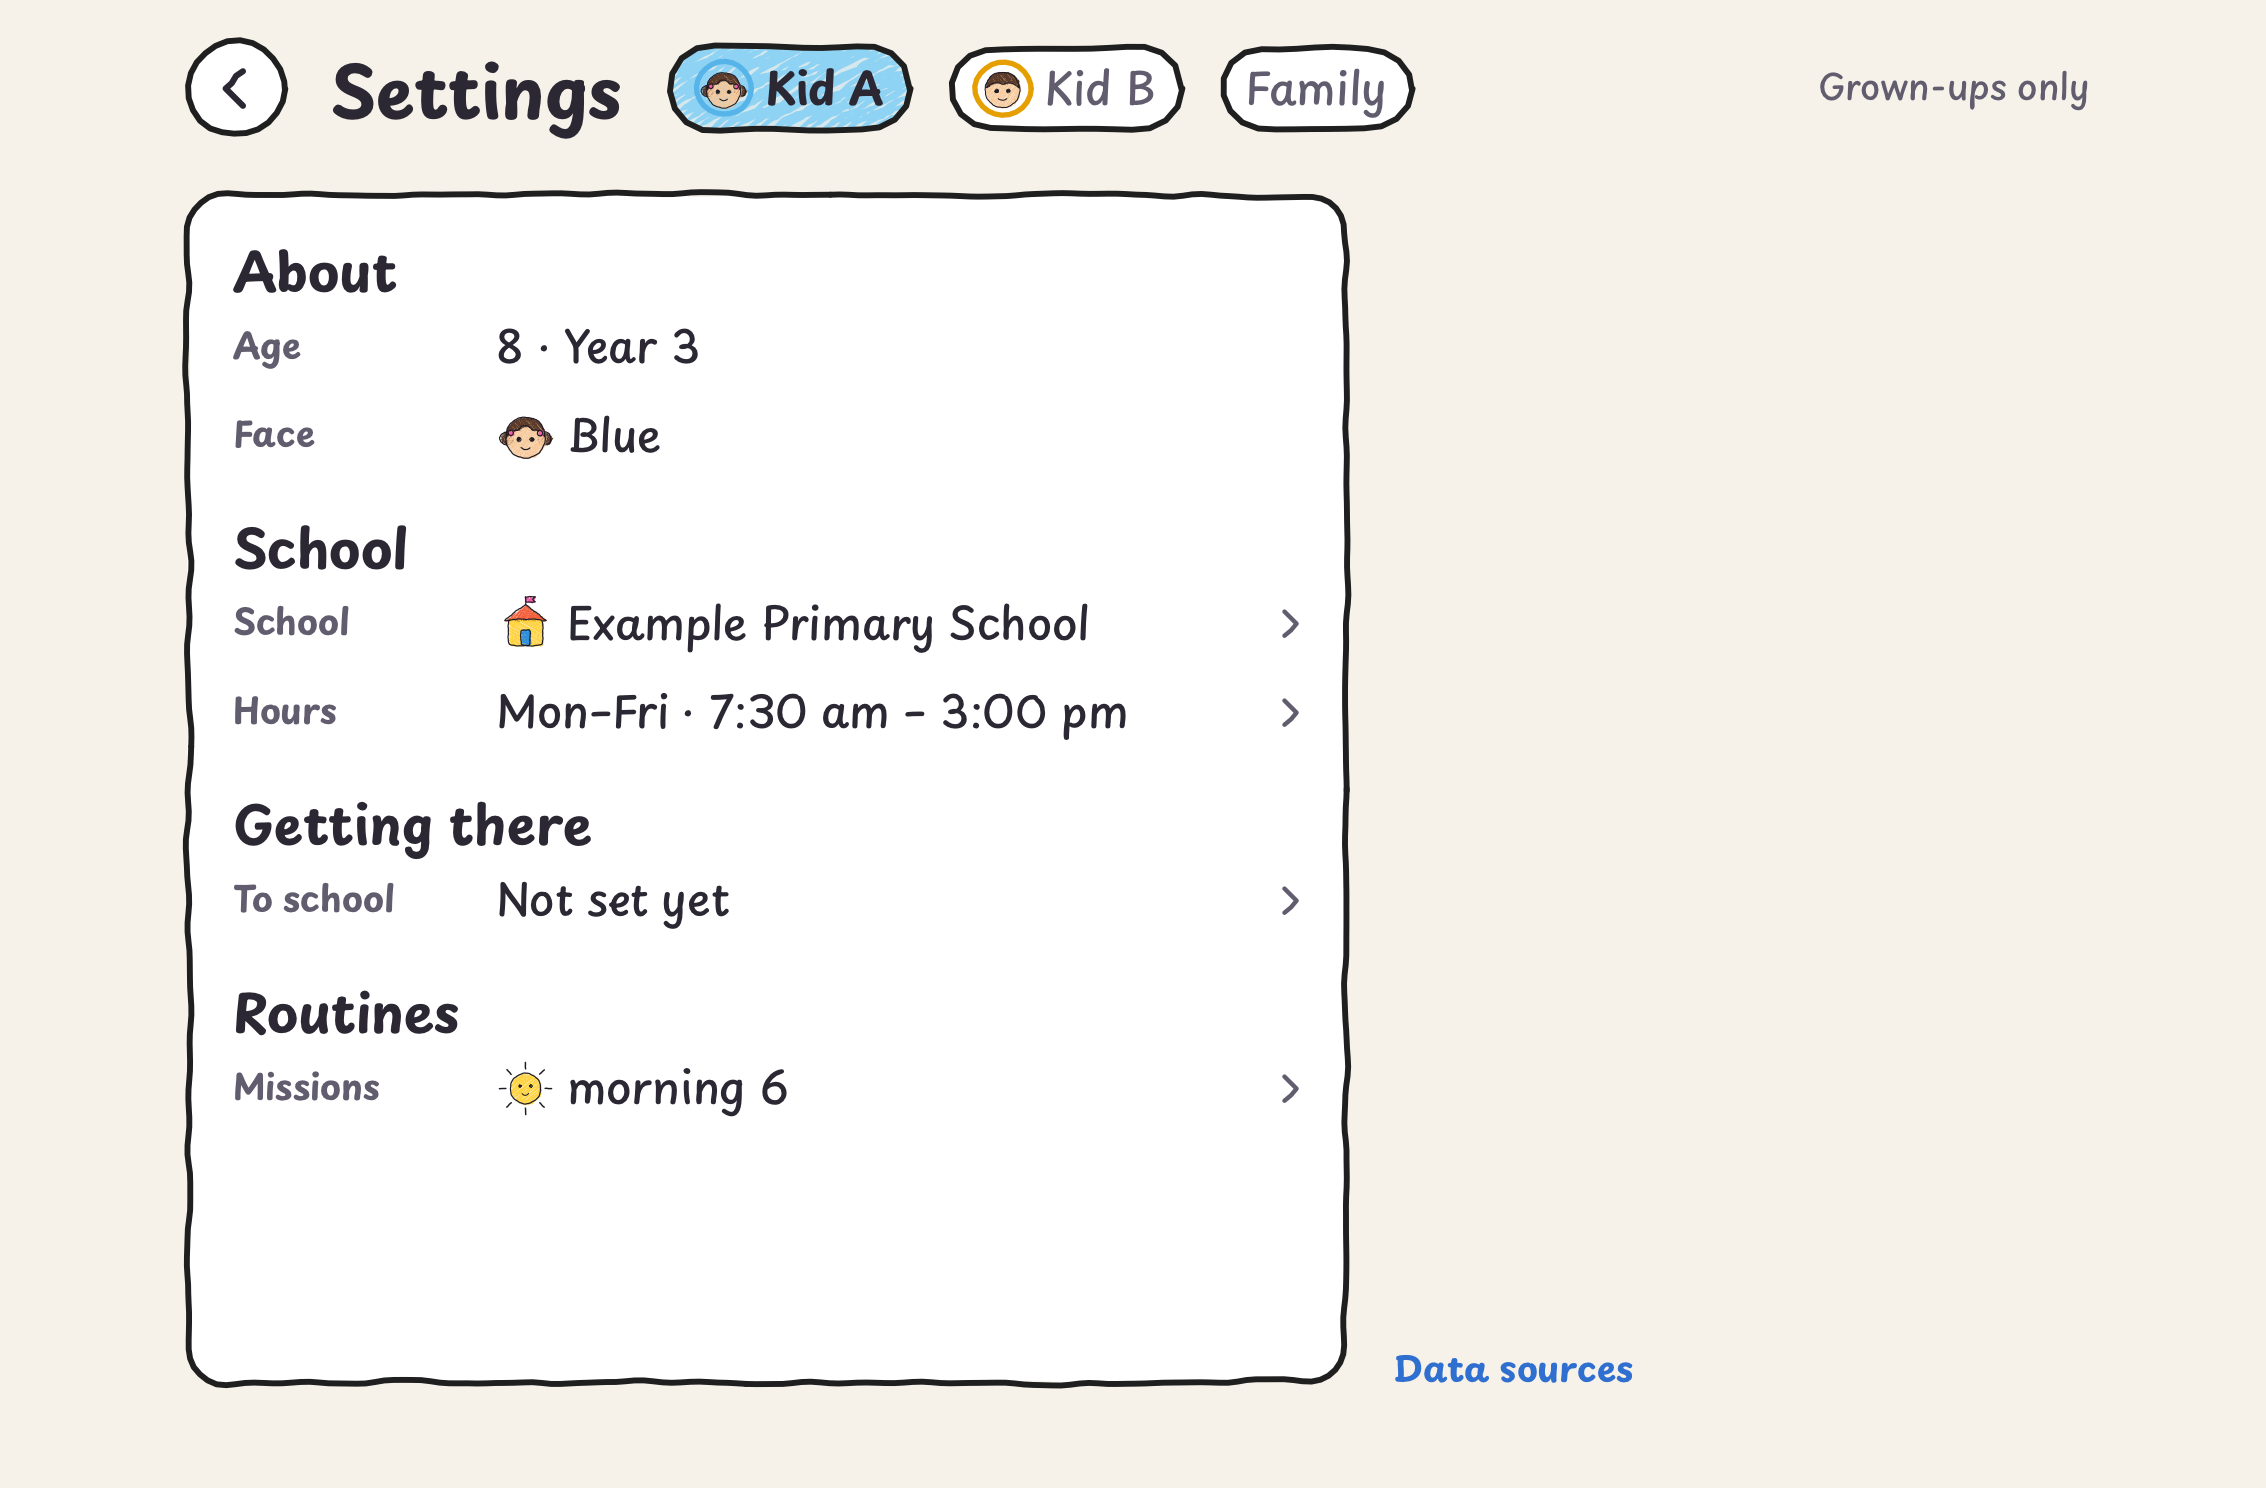 Settings
Kid A
Kid B
Family
Grown-ups only
About
Age 8 · Year 3
Face Blue
School
School Example Primary School
Hours Mon–Fri · 7:30 am – 3:00 pm
Getting there
To school Not set yet
Routines
Missions morning 6
Data sources